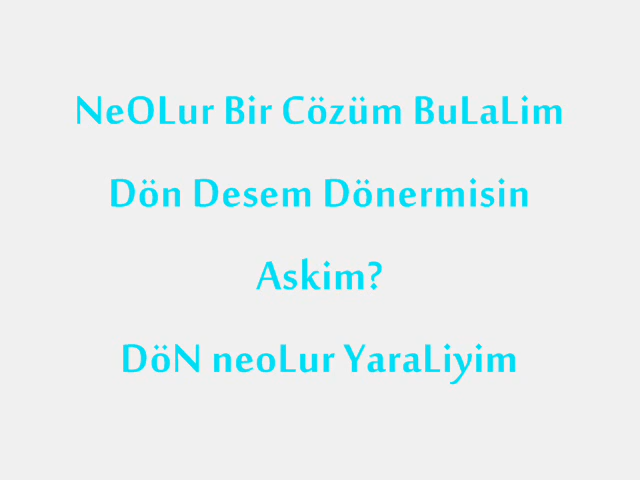 NeOLur Bir Cözüm BuLaLim
Dön Desem Dönermisin
Askim?
DöN neoLur YaraLiyim